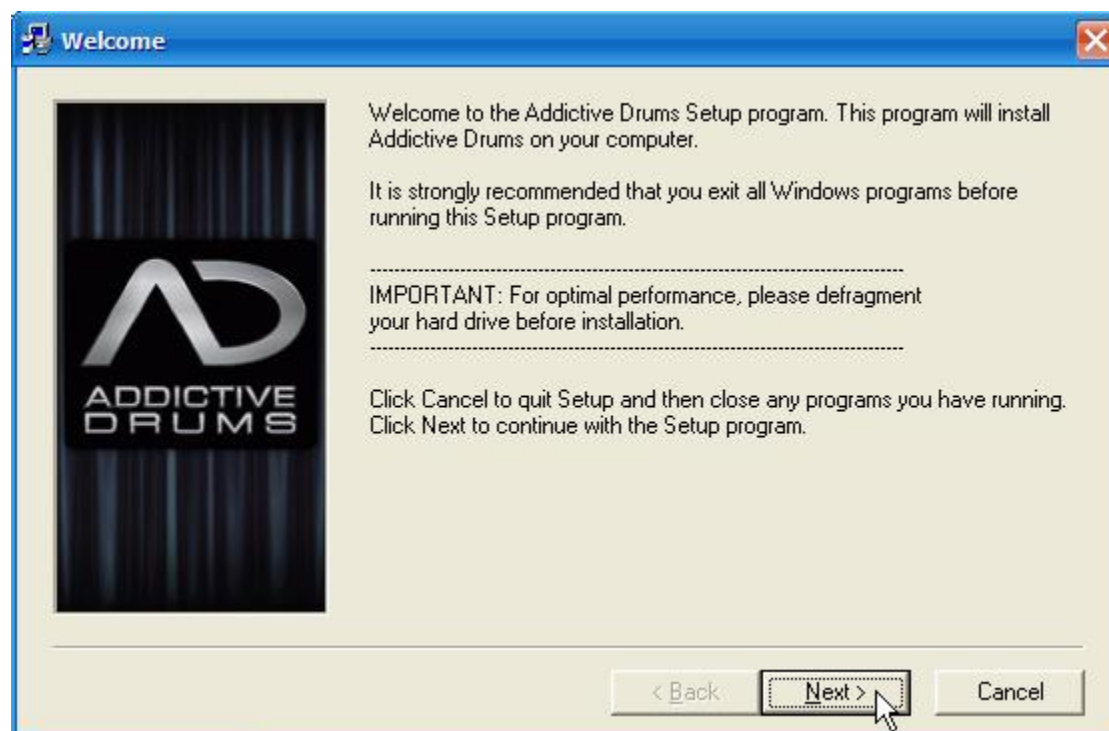 Welcome
Welcome to the Addictive Drums Setup program. This program will install
Addictive Drums on your computer.
It is strongly recommended that you exit all Windows programs before
running this Setup program.
------------------------------------------------------------------------------------------
IMPORTANT: For optimal performance, please defragment
your hard drive before installation.
------------------------------------------------------------------------------------------
Click Cancel to quit Setup and then close any programs you have running.
Click Next to continue with the Setup program.
AD
ADDICTIVE
DRUMS
< Back
Next >
Cancel